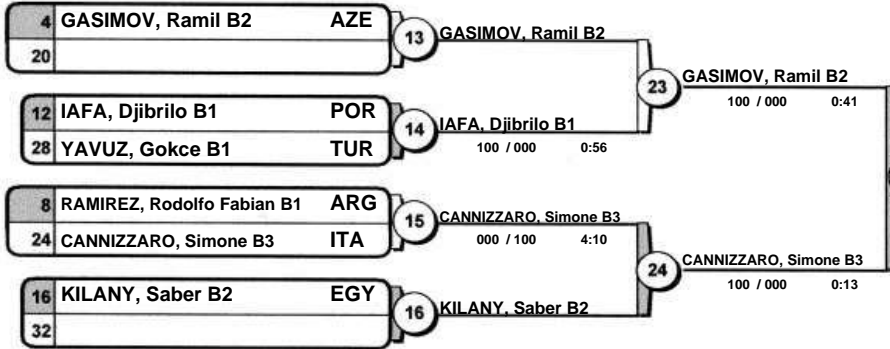 4 GASIMOV, Ramil B2 AZE
20
13
GASIMOV, Ramil B2
12 IAFA, Djibrilo B1 POR
28 YAVUZ, Gokce B1 TUR
14
IAFA, Djibrilo B1
100 / 000 0:56
23
GASIMOV, Ramil B2
100 / 000 0:41
8 RAMIREZ, Rodolfo Fabian B1 ARG
24 CANNIZZARO, Simone B3 ITA
15
CANNIZZARO, Simone B3
000 / 100 4:10
16 KILANY, Saber B2 EGY
32
16
KILANY, Saber B2
24
CANNIZZARO, Simone B3
100 / 000 0:13